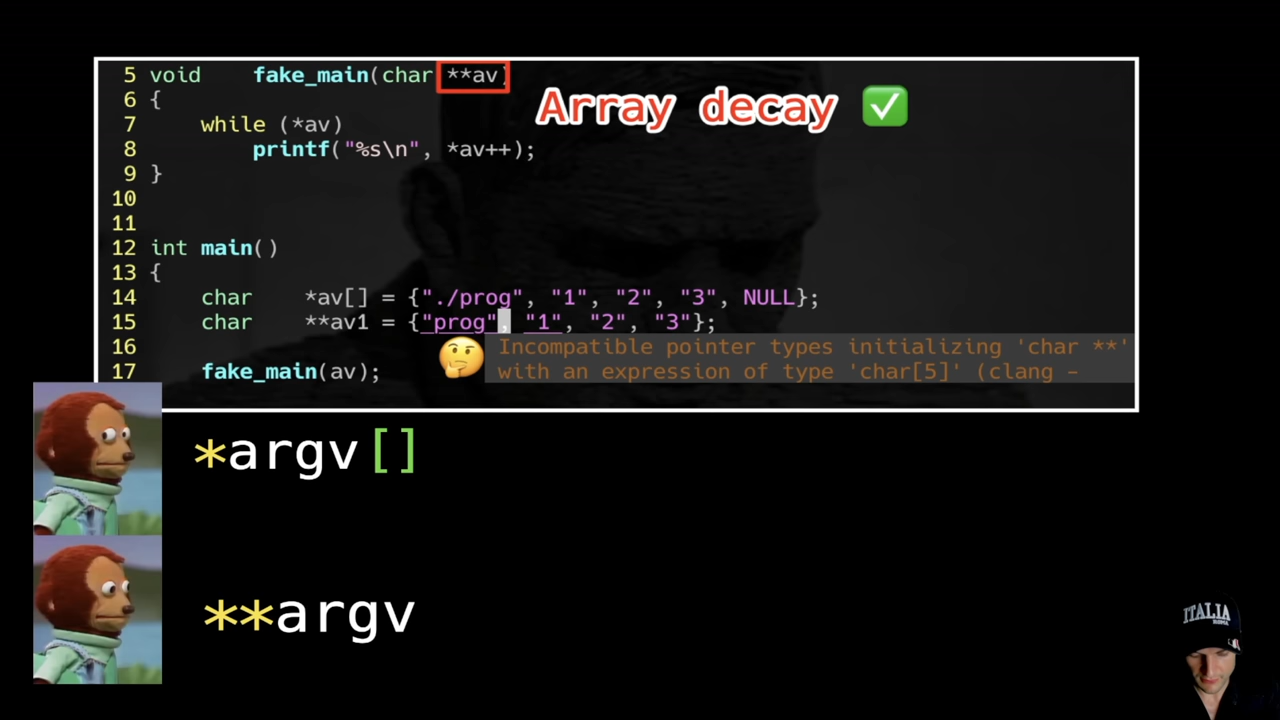 5 void    fake_main(char **av)
Array decay ✅
6 {
7     while (*av)
8         printf("%s\n", *av++);
9 }
10
11
12 int main()
13 {
14     char    *av[] = {"./prog", "1", "2", "3", NULL};
15     char    **av1 = {"prog", "1", "2", "3"};
16 Incompatible pointer types initializing 'char **'
17     fake_main(av); with an expression of type 'char[5]' (clang -
*argv[]
**argv
ITALIA
ROMA